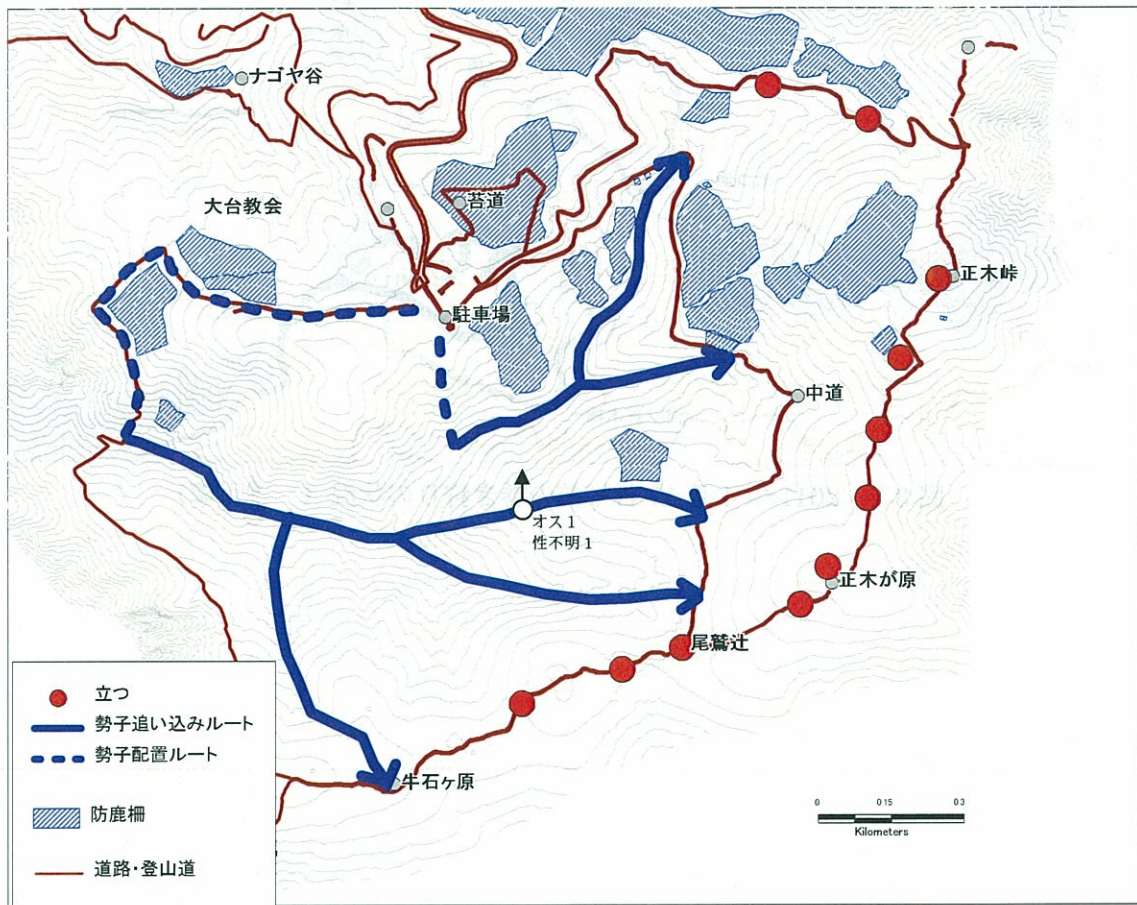 ナゴヤ谷
大台教会
苔道
駐車場
正木峠
中道
オス 1
性不明 1
正木が原
尾鷲辻
牛石ヶ原
立つ
勢子追い込みルート
勢子配置ルート
防鹿柵
道路・登山道
0 0.15 0.3
Kilometers